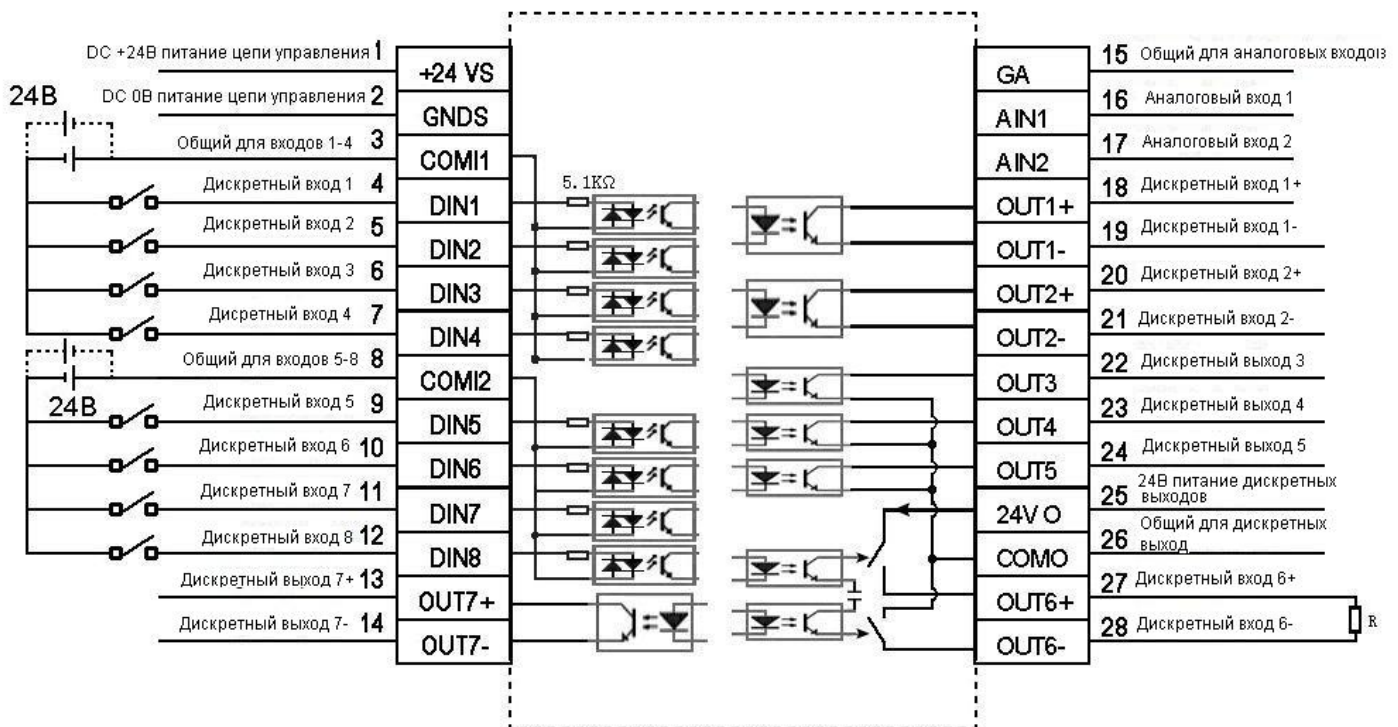 DC +24В питание цепи управления 1
24В
DC 0В питание цепи управления 2
Общий для входов 1-4 3
Дискретный вход 1 4
Дискретный вход 2 5
Дискретный вход 3 6
Дисретный вход 4 7
Общий для входов 5-8 8
24В
Дискретный вход 5 9
Дискретный вход 6 10
Дискретный вход 7 11
Дискретный вход 8 12
Дискретный выход 7+ 13
Дискретный выход 7- 14
+24 VS
GNDS
COMI1
DIN1
DIN2
DIN3
DIN4
COMI2
DIN5
DIN6
DIN7
DIN8
OUT7+
OUT7-
5.1KΩ
GA
AIN1
AIN2
OUT1+
OUT1-
OUT2+
OUT2-
OUT3
OUT4
OUT5
24V O
COMO
OUT6+
OUT6-
15 Общий для аналоговых входов
16 Аналоговый вход 1
17 Аналоговый вход 2
18 Дискретный вход 1+
19 Дискретный вход 1-
20 Дискретный вход 2+
21 Дискретный вход 2-
22 Дискретный выход 3
23 Дискретный выход 4
24 Дискретный выход 5
25 24В питание дискретных
выходов
26 Общий для дискретных
выход
27 Дискретный вход 6+
28 Дискретный вход 6-
R